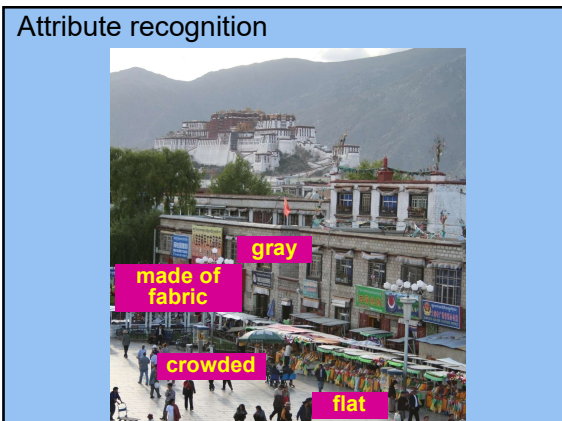 Attribute recognition
gray
made of
fabric
crowded
flat